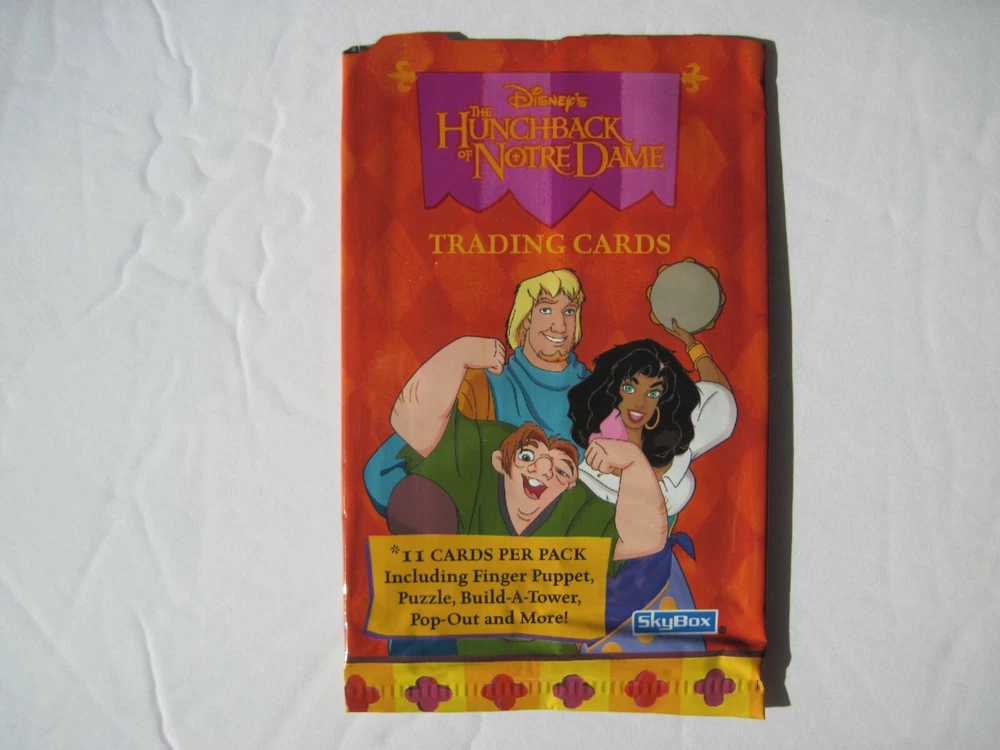 Disney's
THE
HUNCHBACK
OF NOTRE DAME
TRADING CARDS
*11 CARDS PER PACK
Including Finger Puppet,
Puzzle, Build-A-Tower,
Pop-Out and More!
SkyBox®